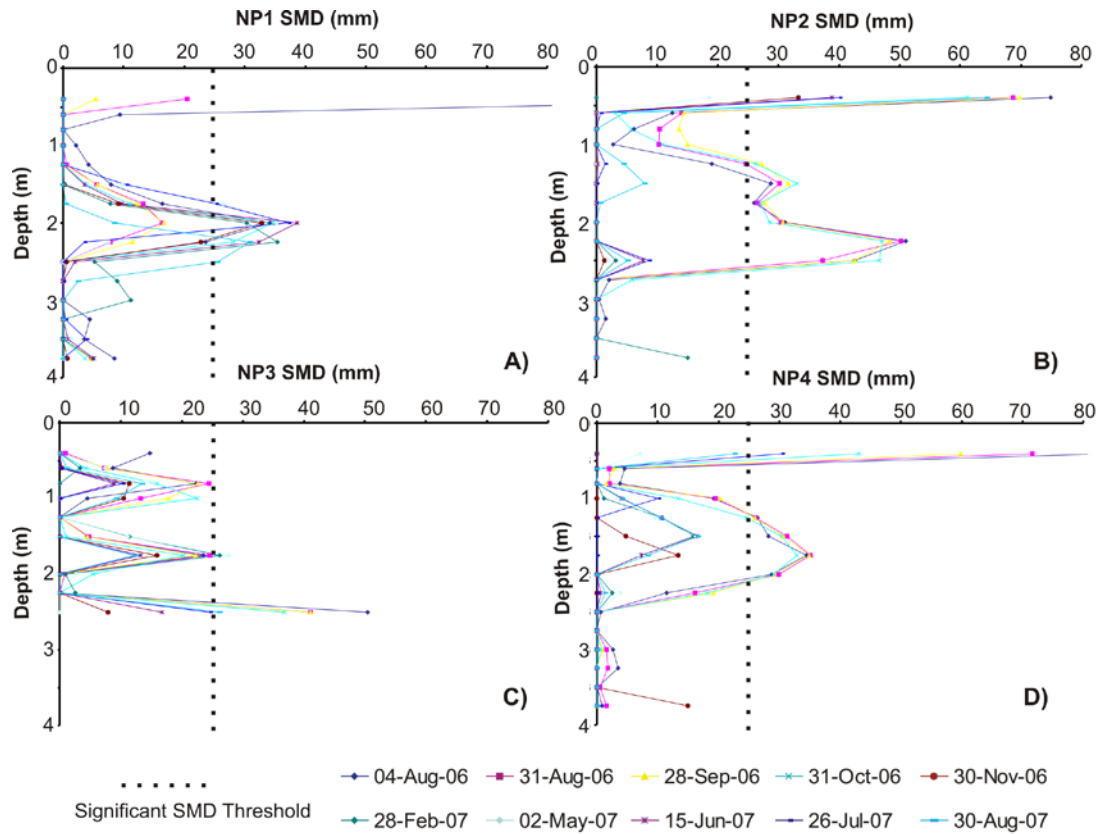 NP1 SMD (mm)
0 10 20 30 40 50 60 70 80
0
1
2
3
4
Depth (m)
A)
NP2 SMD (mm)
0 10 20 30 40 50 60 70 80
0
1
2
3
4
Depth (m)
B)
NP3 SMD (mm)
0 10 20 30 40 50 60 70 80
0
1
2
3
4
Depth (m)
C)
NP4 SMD (mm)
0 10 20 30 40 50 60 70 80
0
1
2
3
4
Depth (m)
D)
Significant SMD Threshold
04-Aug-06 31-Aug-06 28-Sep-06 31-Oct-06 30-Nov-06
28-Feb-07 02-May-07 15-Jun-07 26-Jul-07 30-Aug-07